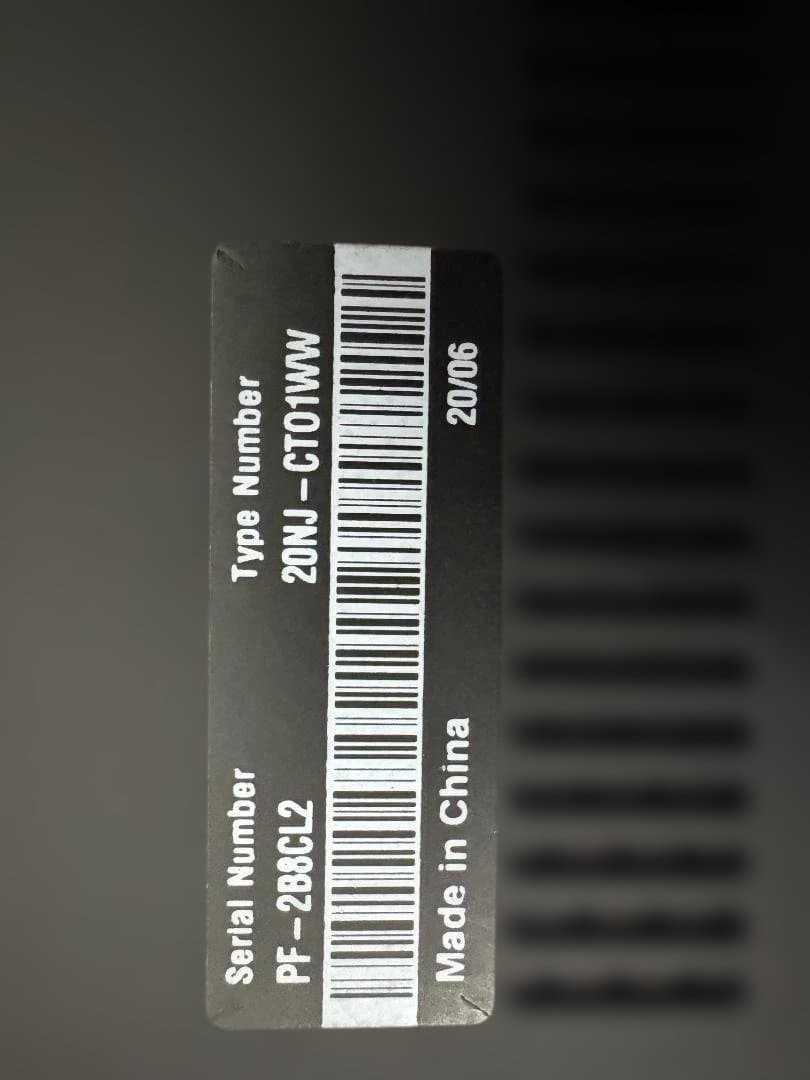 Serial Number Type Number
PF-2B8CL2 20NJ-CTO1WW
Made in China 20/06